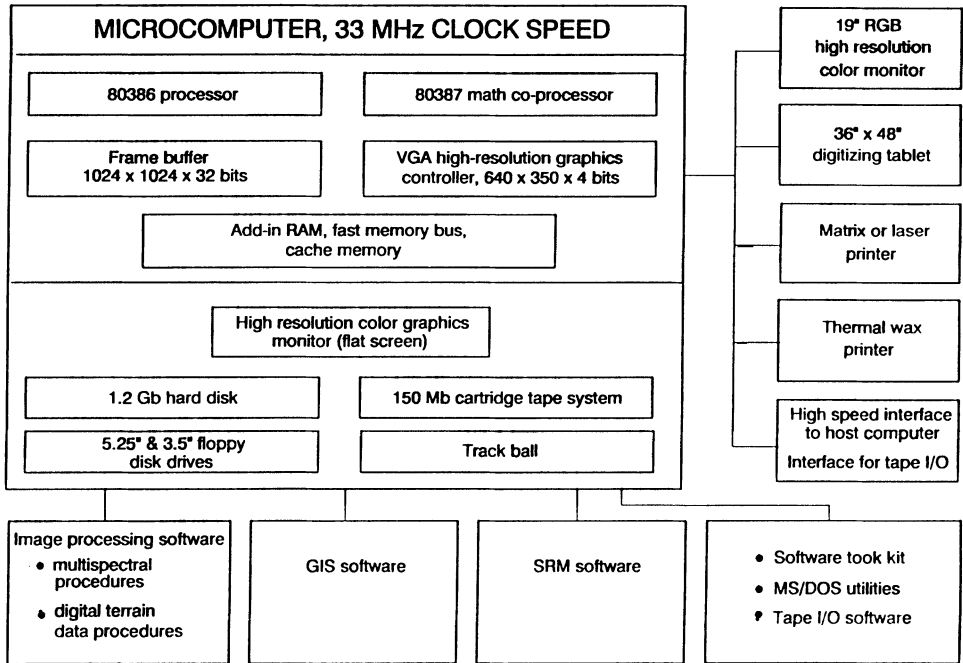 MICROCOMPUTER, 33 MHz CLOCK SPEED
80386 processor
80387 math co-processor
Frame buffer
1024 x 1024 x 32 bits
VGA high-resolution graphics
controller, 640 x 350 x 4 bits
Add-in RAM, fast memory bus,
cache memory
High resolution color graphics
monitor (flat screen)
1.2 Gb hard disk
150 Mb cartridge tape system
5.25" & 3.5" floppy
disk drives
Track ball
19" RGB
high resolution
color monitor
36" x 48"
digitizing tablet
Matrix or laser
printer
Thermal wax
printer
High speed interface
to host computer
Interface for tape I/O
Image processing software
• multispectral
procedures
• digital terrain
data procedures
GIS software
SRM software
• Software took kit
• MS/DOS utilities
• Tape I/O software